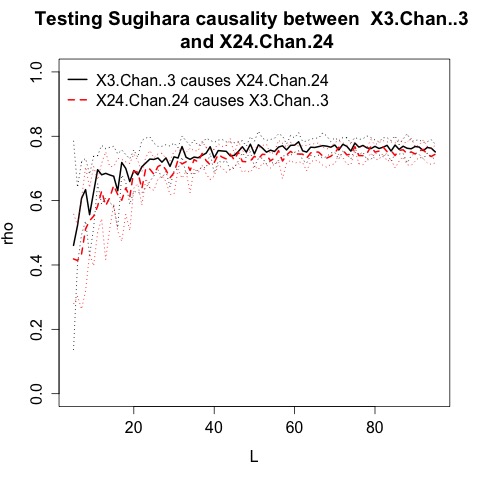 Testing Sugihara causality between  X3.Chan..3
and X24.Chan.24
X3.Chan..3 causes X24.Chan.24
X24.Chan.24 causes X3.Chan..3
1.0
0.8
0.6
0.4
0.2
0.0
rho
20 40 60 80
L